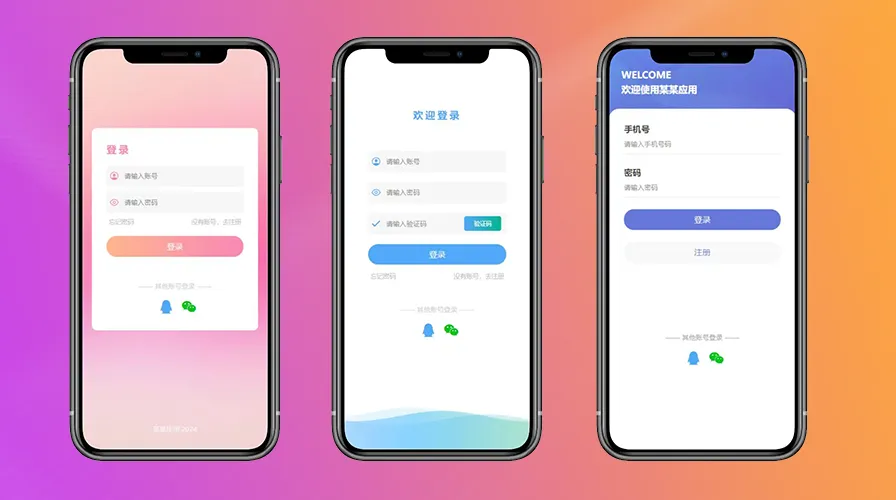 登录
请输入账号
请输入密码
忘记密码
没有账号，去注册
登录
其他账号登录
欢迎登录
请输入账号
请输入密码
请输入验证码
验证码
登录
忘记密码
没有账号，去注册
其他账号登录
WELCOME
欢迎使用某某应用
手机号
请输入手机号码
密码
请输入密码
登录
注册
其他账号登录